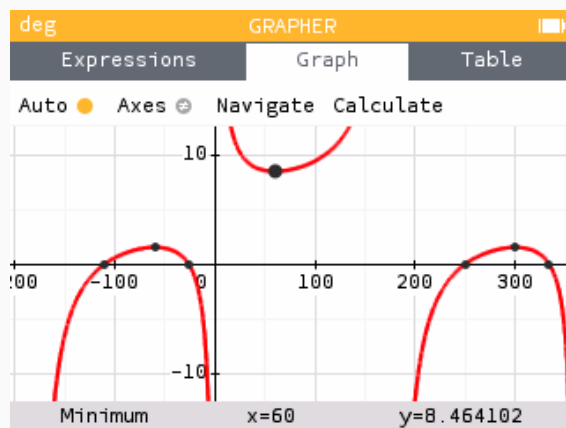 deg GRAPHER
Expressions Graph Table
Auto Axes Navigate Calculate
10
200 -100 0 100 200 300
-10
Minimum x=60 y=8.464102